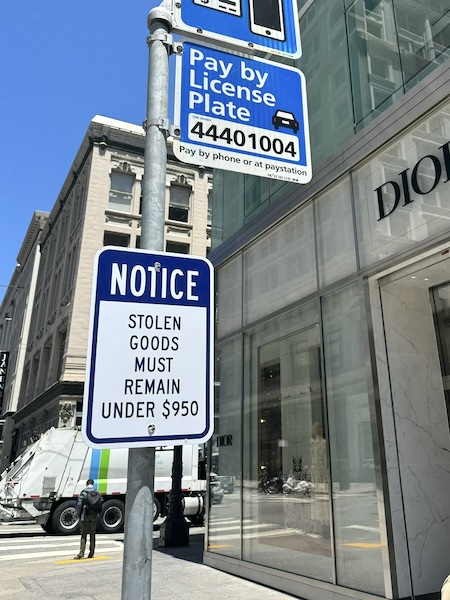 Pay by
License
Plate
44401004
Pay by phone or at paystation
NOTICE
STOLEN
GOODS
MUST
REMAIN
UNDER $950
DIOR
DIOR